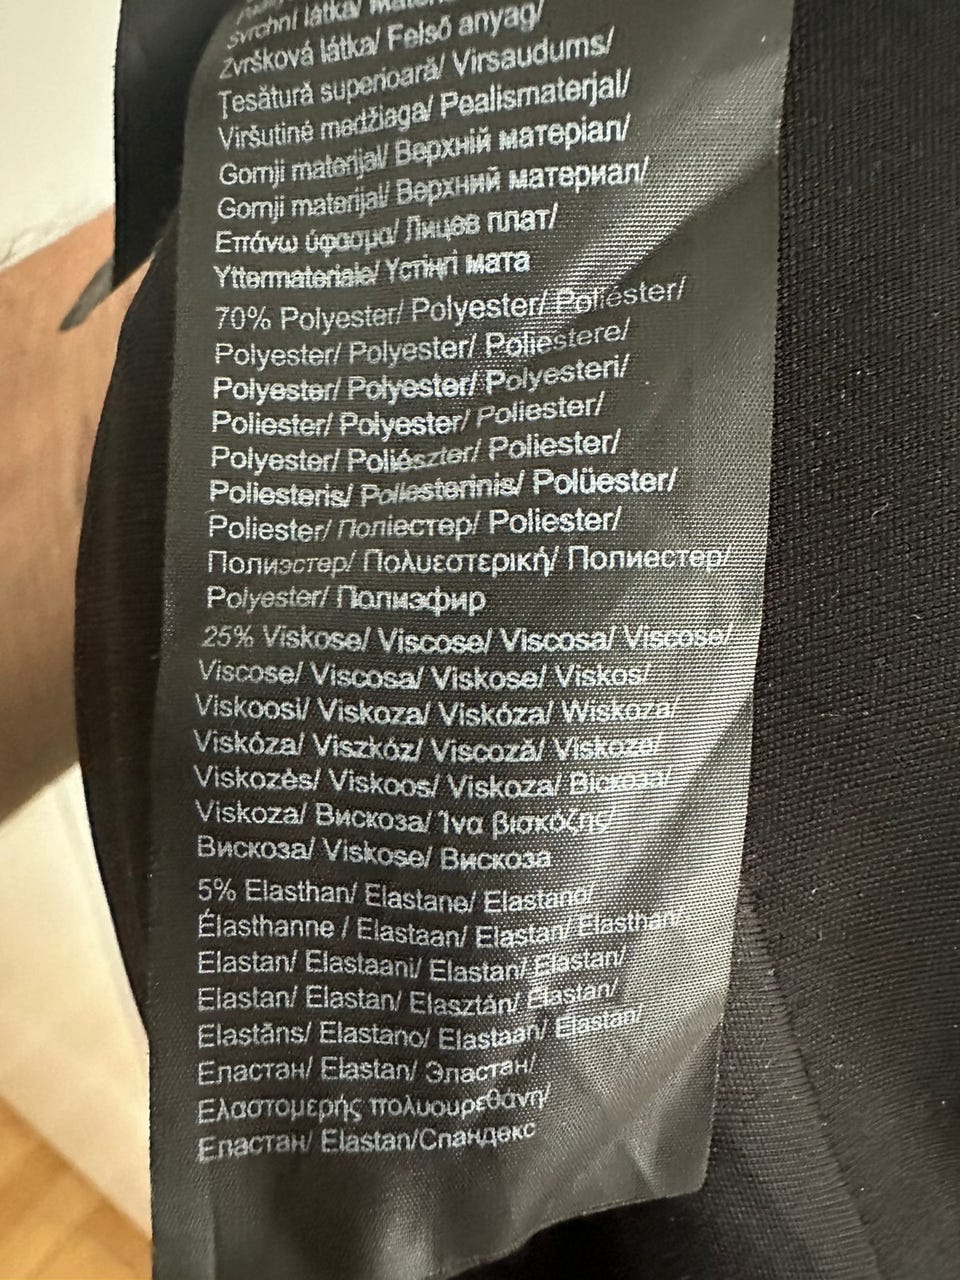 Svrchní látka/
Zvršková látka/ Felső anyag/
Ţesătură superioară/ Virsaudums/
Viršutinė medžiaga/ Pealismaterjal/
Gornji materijal/ Верхній матеріал/
Gornji materijal/ Верхний материал/
Επάνω ύφασμα/ Лицев плат/
Yttermateriale/ Үстіңгі мата
70% Polyester/ Polyester/ Poliéster/
Polyester/ Polyester/ Poliestere/
Polyester/ Polyester/ Polyesteri/
Poliester/ Polyester/ Poliester/
Polyester/ Poliészter/ Poliester/
Poliesteris/ Poliesterinis/ Polüester/
Poliester/ Поліестер/ Poliester/
Полиэстер/ Πολυεστερική/ Полиестер/
Polyester/ Полиэфир
25% Viskose/ Viscose/ Viscosa/ Viscose/
Viscose/ Viscosa/ Viskose/ Viskos/
Viskoosi/ Viskoza/ Viskóza/ Wiskoza/
Viskóza/ Viszkóz/ Viscoză/ Viskoze/
Viskozės/ Viskoos/ Viskoza/ Віскоза/
Viskoza/ Вискоза/ Ίνα βισκόζης/
Вискоза/ Viskose/ Вискоза
5% Elasthan/ Elastane/ Elastano/
Élasthanne / Elastaan/ Elastan/ Elasthan/
Elastan/ Elastaani/ Elastan/ Elastan/
Elastan/ Elastan/ Elasztán/ Elastan/
Elastāns/ Elastano/ Elastaan/ Elastan/
Еластан/ Elastan/ Эластан/
Ελαστομερής πολυουρεθάνη/
Еластан/ Elastan/Спандекс